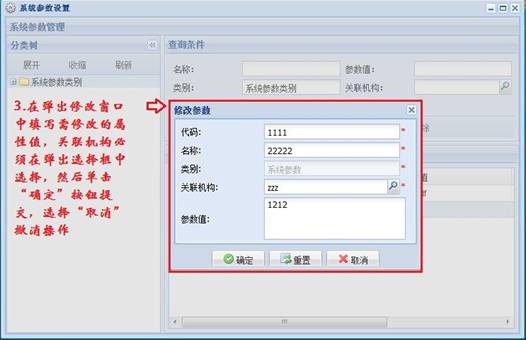 系统参数设置
系统参数管理
分类树
展开 收缩 刷新
系统参数类别
3.在弹出修改窗口
中填写需修改的属
性值，关联机构必
须在弹出选择框中
选择，然后单击
“确定”按钮提
交，选择“取消”
撤消操作
查询条件
名称: 参数值:
类别: 系统参数类别 关联机构:
除
值
修改参数
代码: 1111 *
名称: 22222 *
类别: 系统参数 *
关联机构: zzz *
参数值: 1212
确定 重置 取消